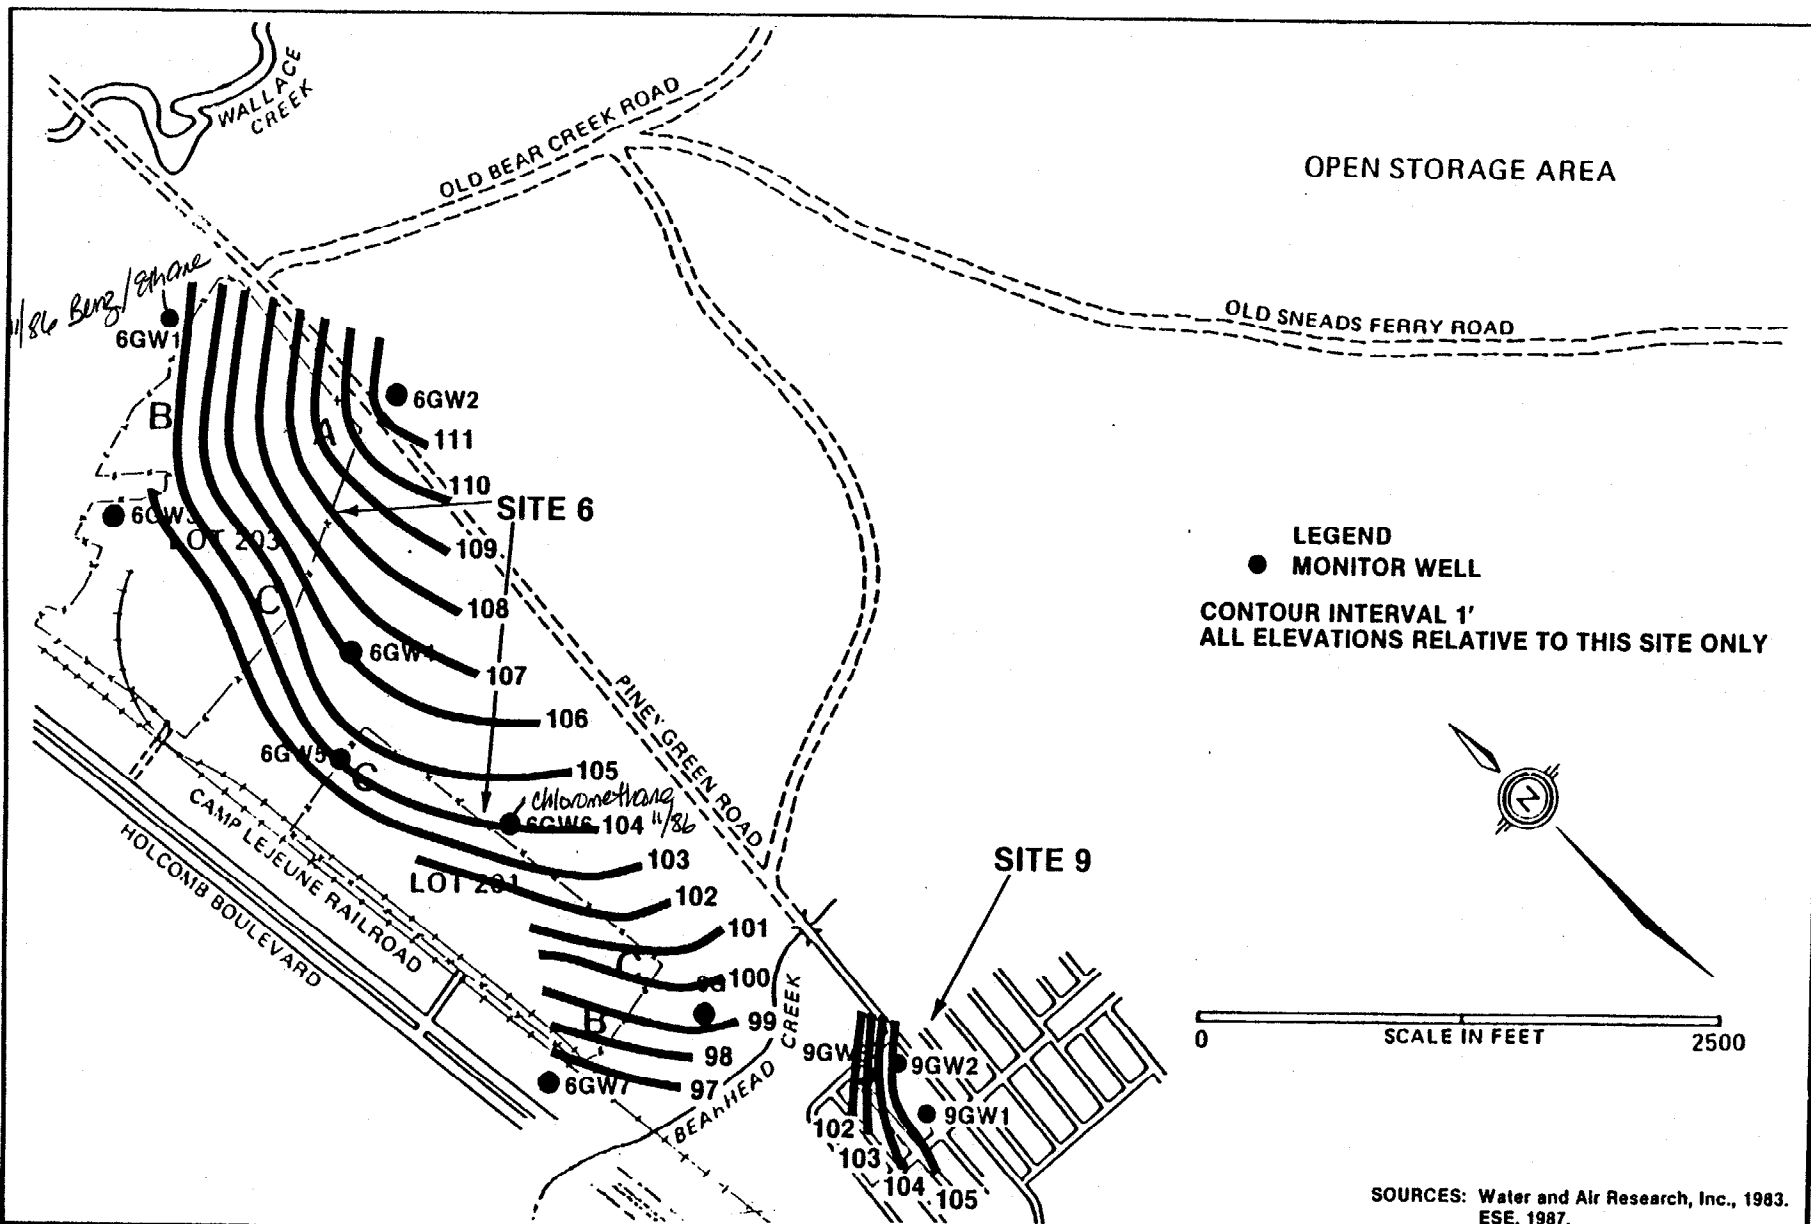 WALLACE
CREEK
OLD BEAR CREEK ROAD
OPEN STORAGE AREA
11/86 Benz/Ethane
6GW1
OLD SNEADS FERRY ROAD
6GW2
B
A
111
110
SITE 6
6GW3
LOT 203
109
LEGEND
MONITOR WELL
CONTOUR INTERVAL 1'
ALL ELEVATIONS RELATIVE TO THIS SITE ONLY
C
108
6GW4
107
PINEY GREEN ROAD
106
6GW5
C
105
chloromethane
11/86
6GW6
104
N
CAMP LEJEUNE RAILROAD
HOLCOMB BOULEVARD
103
SITE 9
LOT 201
102
101
C
100
99
B
98
97
6GW7
BEARHEAD
CREEK
0
SCALE IN FEET
2500
9GW2
9GW1
102
103
104
105
SOURCES: Water and Air Research, Inc., 1983.
ESE, 1987.